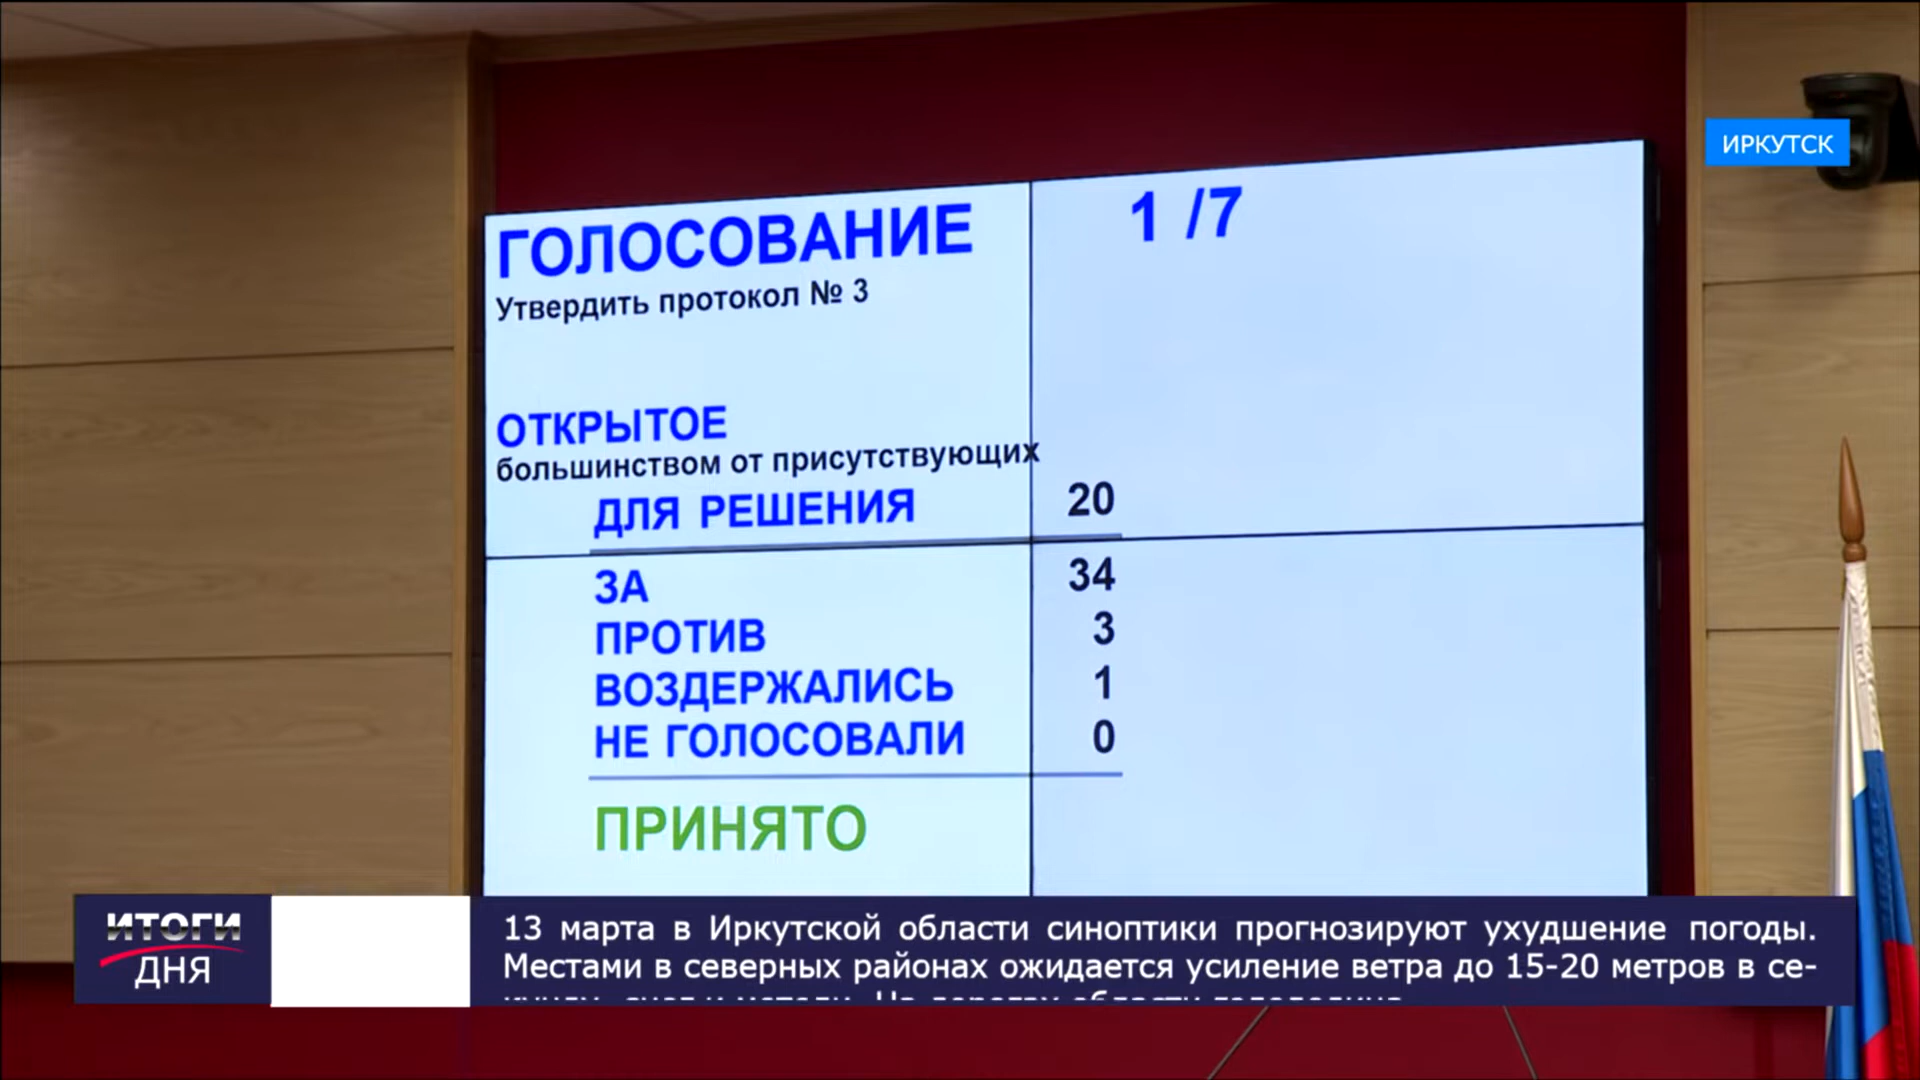 ИРКУТСК
ГОЛОСОВАНИЕ 1 /7
Утвердить протокол № 3
ОТКРЫТОЕ
большинством от присутствующих
ДЛЯ РЕШЕНИЯ 20
ЗА 34
ПРОТИВ 3
ВОЗДЕРЖАЛИСЬ 1
НЕ ГОЛОСОВАЛИ 0
ПРИНЯТО
ИТОГИ
ДНЯ
13 марта в Иркутской области синоптики прогнозируют ухудшение погоды.
Местами в северных районах ожидается усиление ветра до 15-20 метров в се-